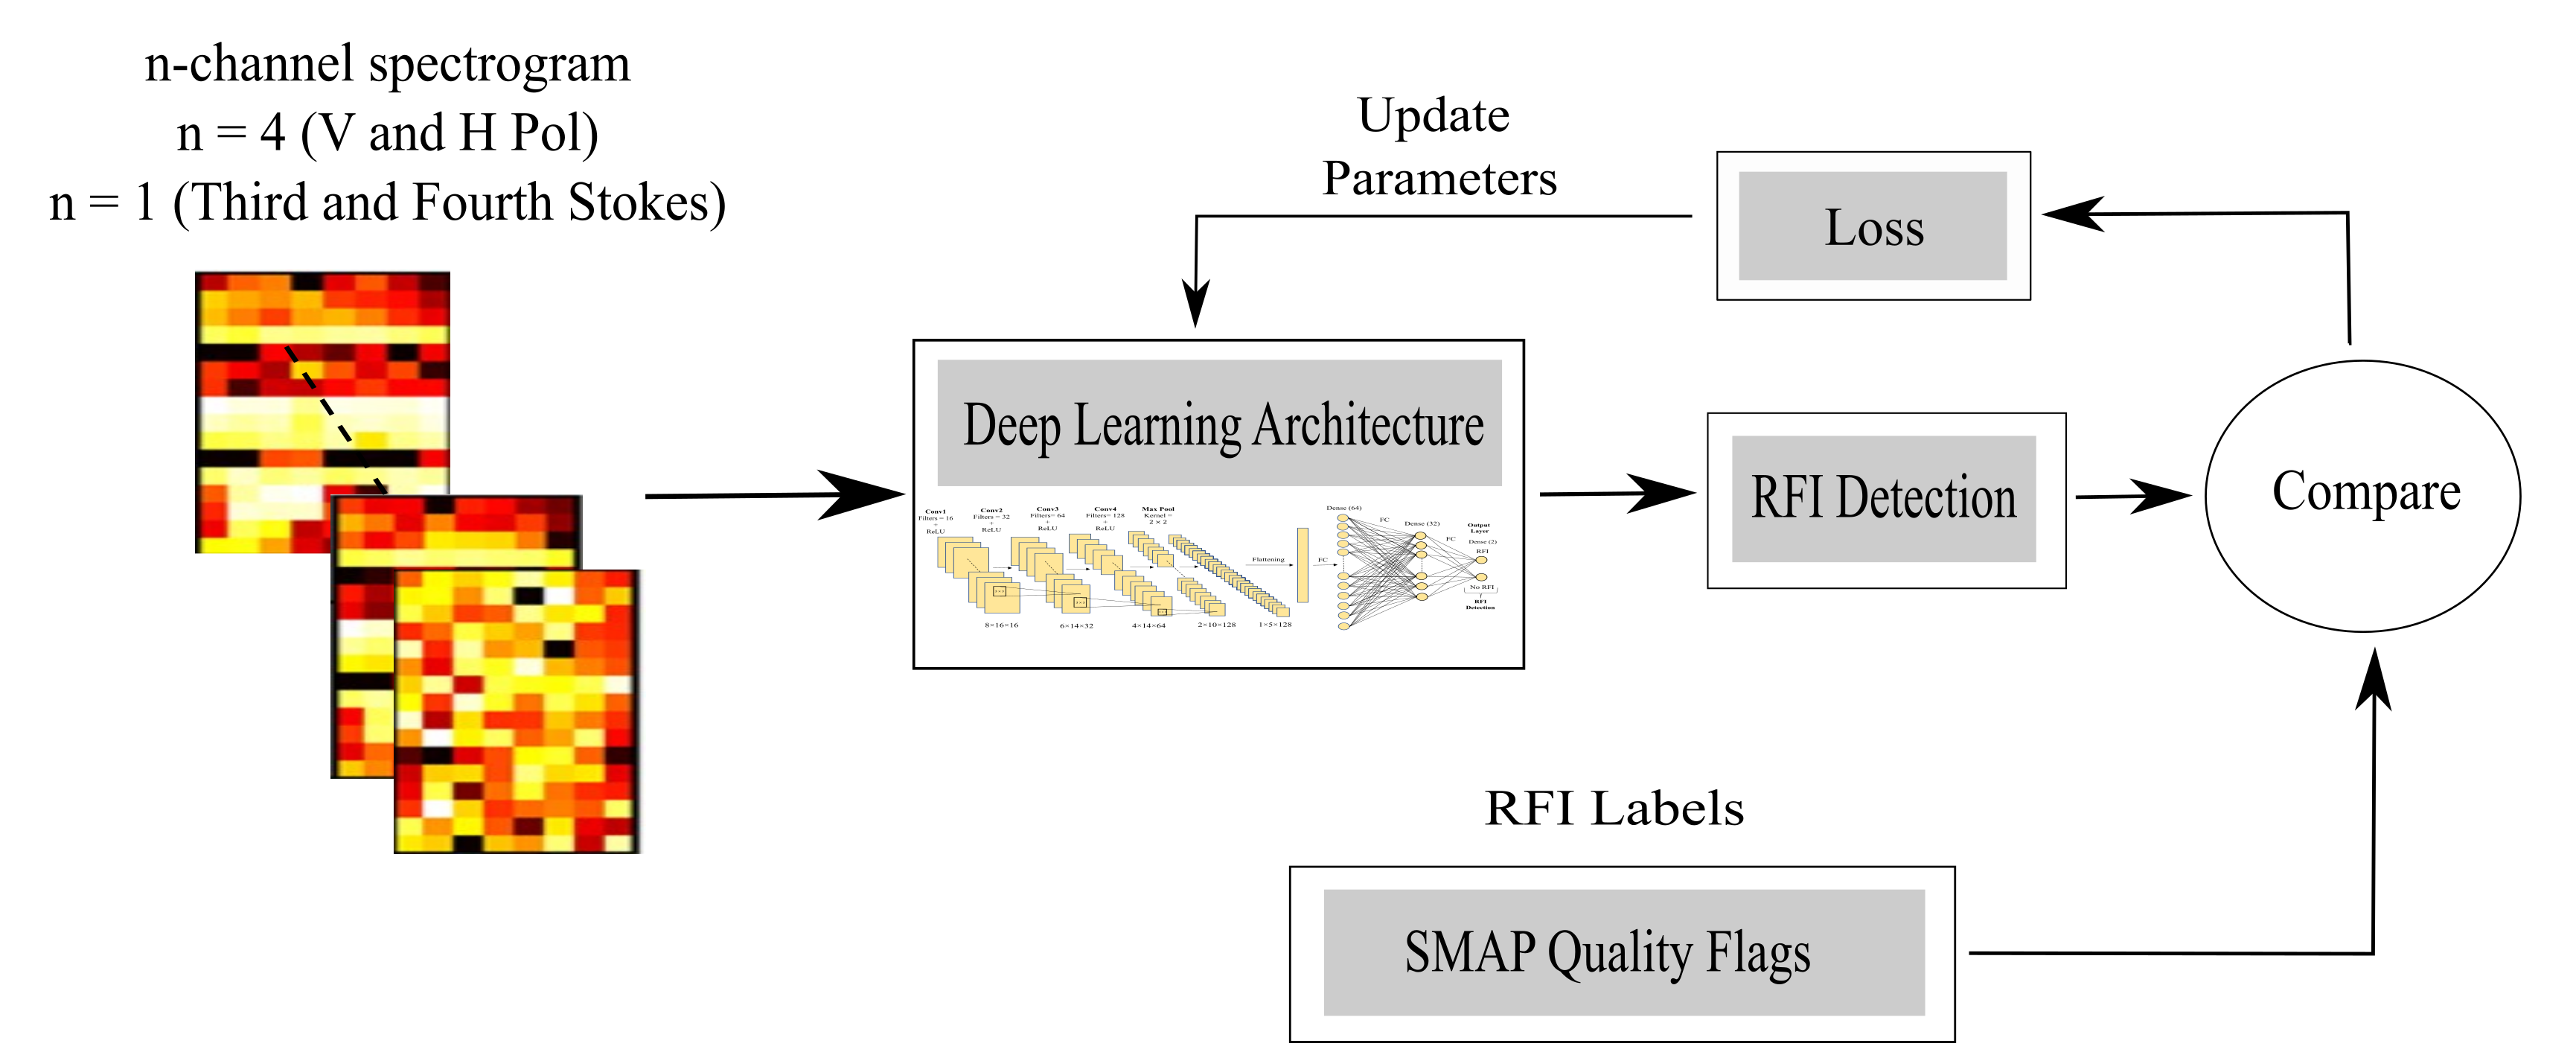 n-channel spectrogram
n = 4 (V and H Pol)
n = 1 (Third and Fourth Stokes)
Update
Parameters
Loss
Deep Learning Architecture
Conv1
Filters = 16
+
ReLU
Conv2
Filters = 32
+
ReLU
Conv3
Filters= 64
+
ReLU
Conv4
Filters= 128
+
ReLU
Max Pool
Kernel =
2 × 2
Flattening
FC
Dense (64)
FC
Dense (32)
FC
Output
Layer
Dense (2)
RFI
No RFI
RFI
Detection
8×16×16
6×14×32
4×14×64
2×10×128
1×5×128
RFI Detection
Compare
RFI Labels
SMAP Quality Flags